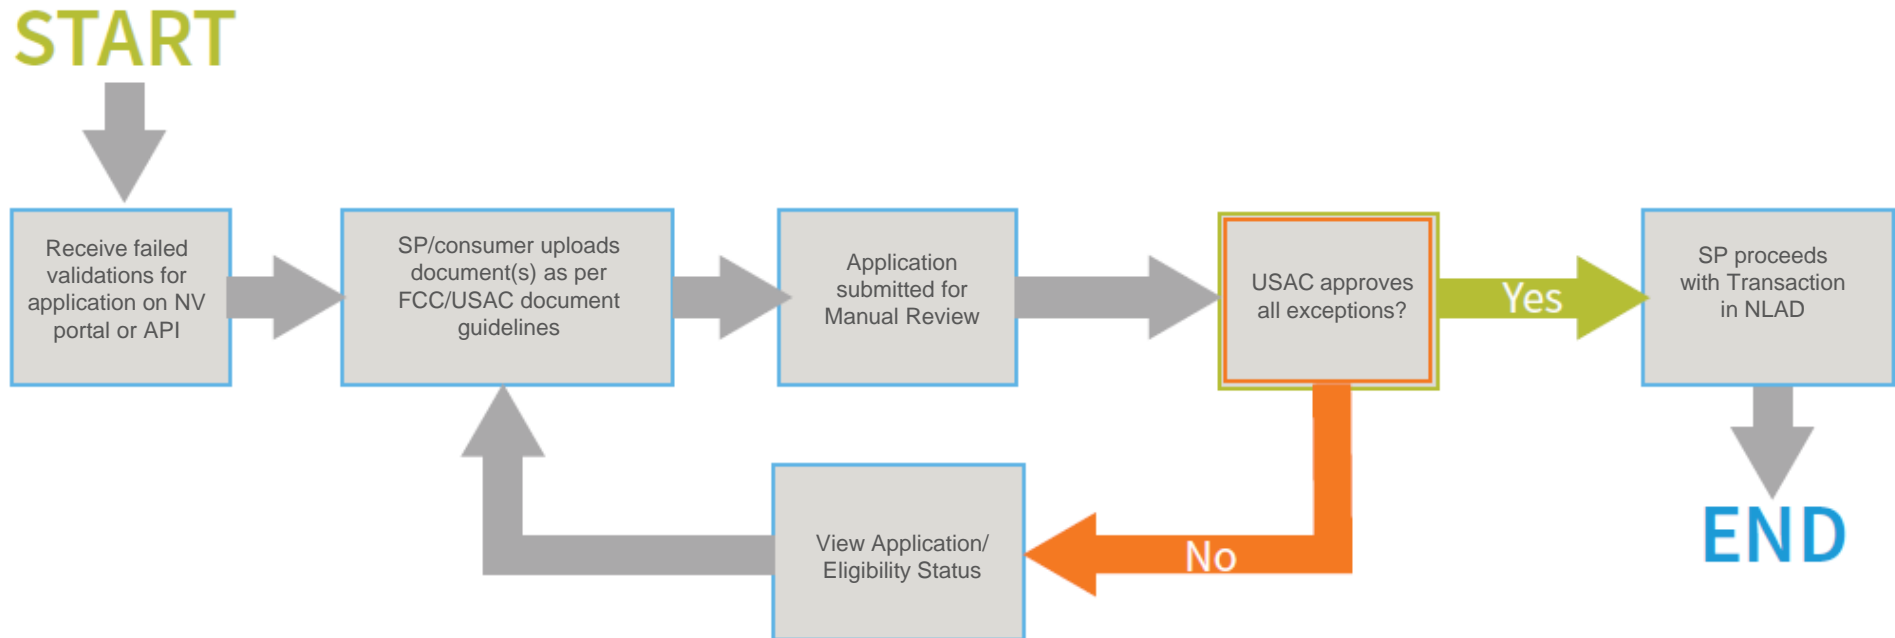 START
Receive failed
validations for
application on NV
portal or API
SP/consumer uploads
document(s) as per
FCC/USAC document
guidelines
Application
submitted for
Manual Review
USAC approves
all exceptions?
Yes
SP proceeds
with Transaction
in NLAD
No
View Application/
Eligibility Status
END